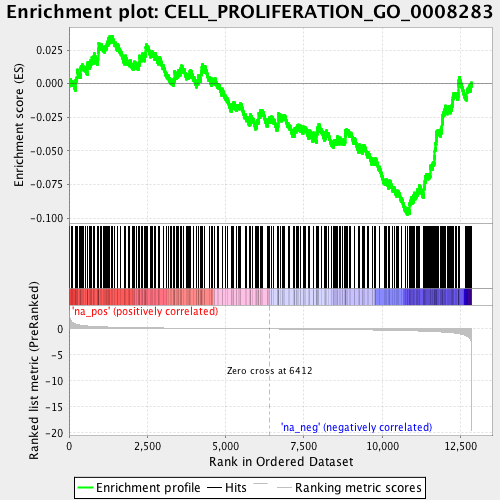 Enrichment plot: CELL_PROLIFERATION_GO_0008283
Enrichment score (ES)
0.025
0.000
-0.025
-0.050
-0.075
-0.100
'na_pos' (positively correlated)
Ranked list metric (PreRanked)
0
-5
-10
-15
-20
Zero cross at 6412
'na_neg' (negatively correlated)
0
2,500
5,000
7,500
10,000
12,500
Rank in Ordered Dataset
Enrichment profile
Hits
Ranking metric scores